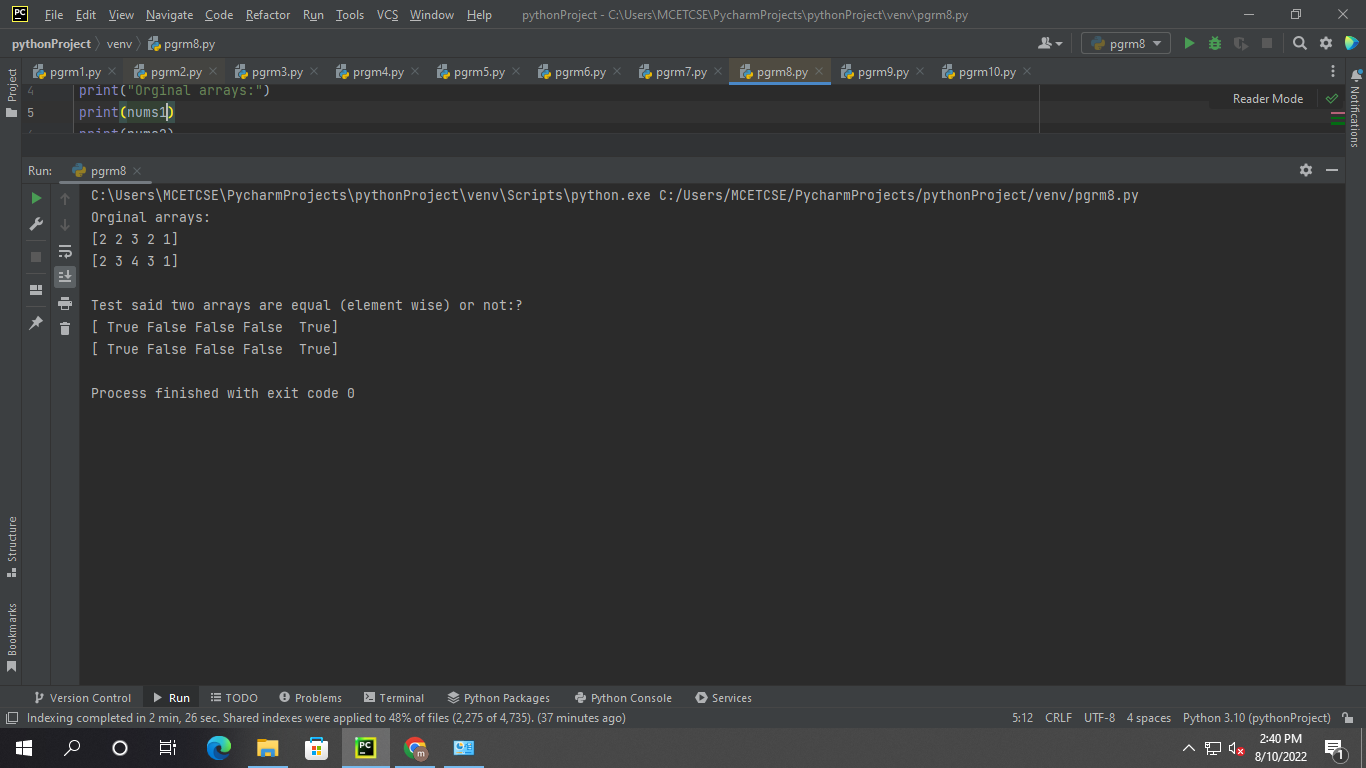 PC File Edit View Navigate Code Refactor Run Tools VCS Window Help pythonProject - C:\Users\MCETCSE\PycharmProjects\pythonProject\venv\pgrm8.py
pythonProject venv pgrm8.py pgrm8
Project
pgrm1.py pgrm2.py pgrm3.py prgm4.py pgrm5.py pgrm6.py pgrm7.py pgrm8.py pgrm9.py pgrm10.py
Notifications
4 print("Orginal arrays:")
Reader Mode
5 print(nums1)
print(nums2)
Run: pgrm8
C:\Users\MCETCSE\PycharmProjects\pythonProject\venv\Scripts\python.exe C:/Users/MCETCSE/PycharmProjects/pythonProject/venv/pgrm8.py
Orginal arrays:
[2 2 3 2 1]
[2 3 4 3 1]
Test said two arrays are equal (element wise) or not:?
[ True False False False  True]
[ True False False False  True]
Process finished with exit code 0
Structure
Bookmarks
Version Control Run TODO Problems Terminal Python Packages Python Console Services
Indexing completed in 2 min, 26 sec. Shared indexes were applied to 48% of files (2,275 of 4,735). (37 minutes ago) 5:12 CRLF UTF-8 4 spaces Python 3.10 (pythonProject)
PC m 2:40 PM
8/10/2022 1